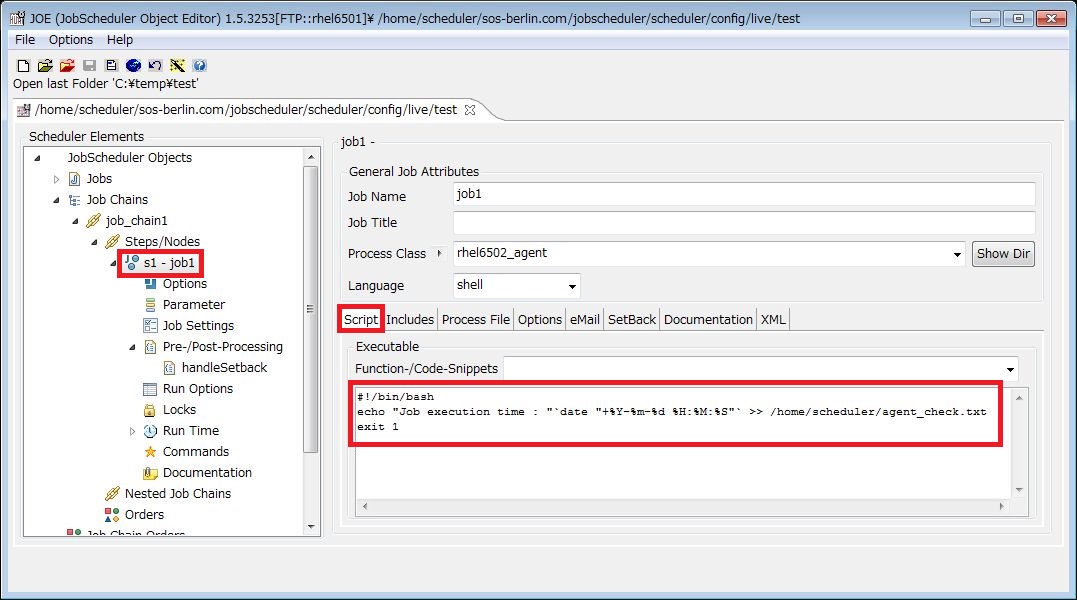 JOE (JobScheduler Object Editor) 1.5.3253[FTP::rhel6501]¥ /home/scheduler/sos-berlin.com/jobscheduler/scheduler/config/live/test
File Options Help
Open last Folder 'C:¥temp¥test'
/home/scheduler/sos-berlin.com/jobscheduler/scheduler/config/live/test
Scheduler Elements
JobScheduler Objects
Jobs
Job Chains
job_chain1
Steps/Nodes
s1 - job1
Options
Parameter
Job Settings
Pre-/Post-Processing
handleSetback
Run Options
Locks
Run Time
Commands
Documentation
Nested Job Chains
Orders
Job Chain Orders
job1 -
General Job Attributes
Job Name job1
Job Title
Process Class rhel6502_agent Show Dir
Language shell
Script Includes Process File Options eMail SetBack Documentation XML
Executable
Function-/Code-Snippets
#!/bin/bash
echo "Job execution time : "`date "+%Y-%m-%d %H:%M:%S"` >> /home/scheduler/agent_check.txt
exit 1